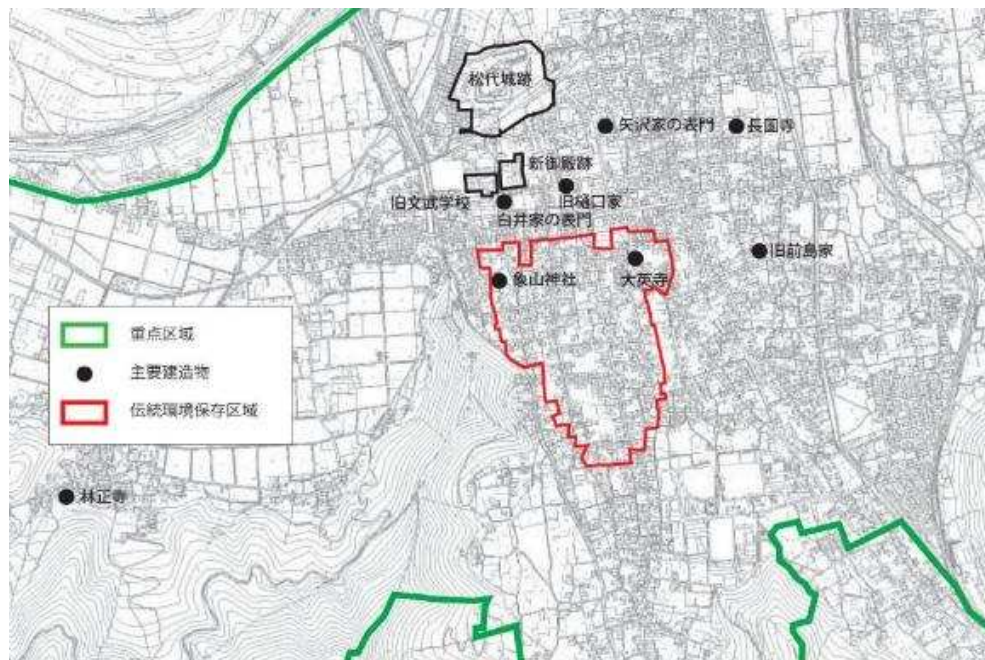 松代城跡
矢沢家の表門
長国寺
新御殿跡
旧文武学校
旧樋口家
白井家の表門
旧前島家
象山神社
大英寺
重点区域
主要建造物
伝統環境保存区域
林正寺